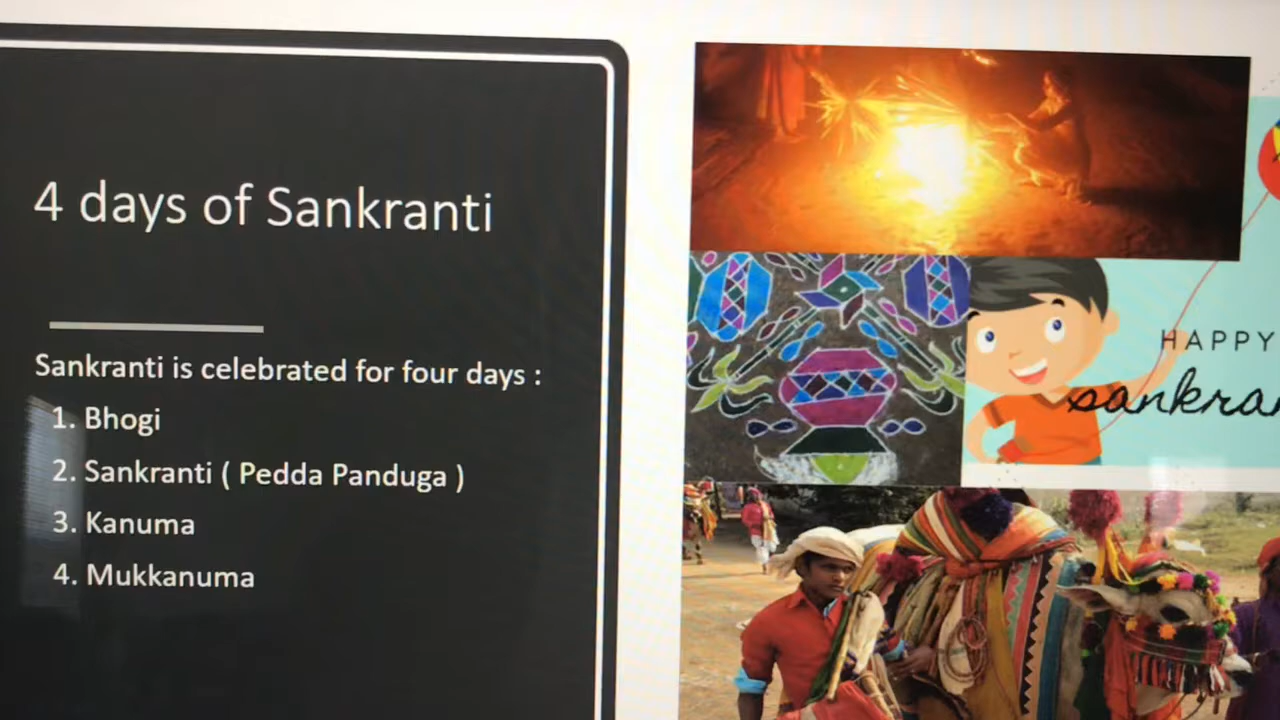 4 days of Sankranti
Sankranti is celebrated for four days :
1. Bhogi
2. Sankranti ( Pedda Panduga )
3. Kanuma
4. Mukkanuma
HAPPY
sankra